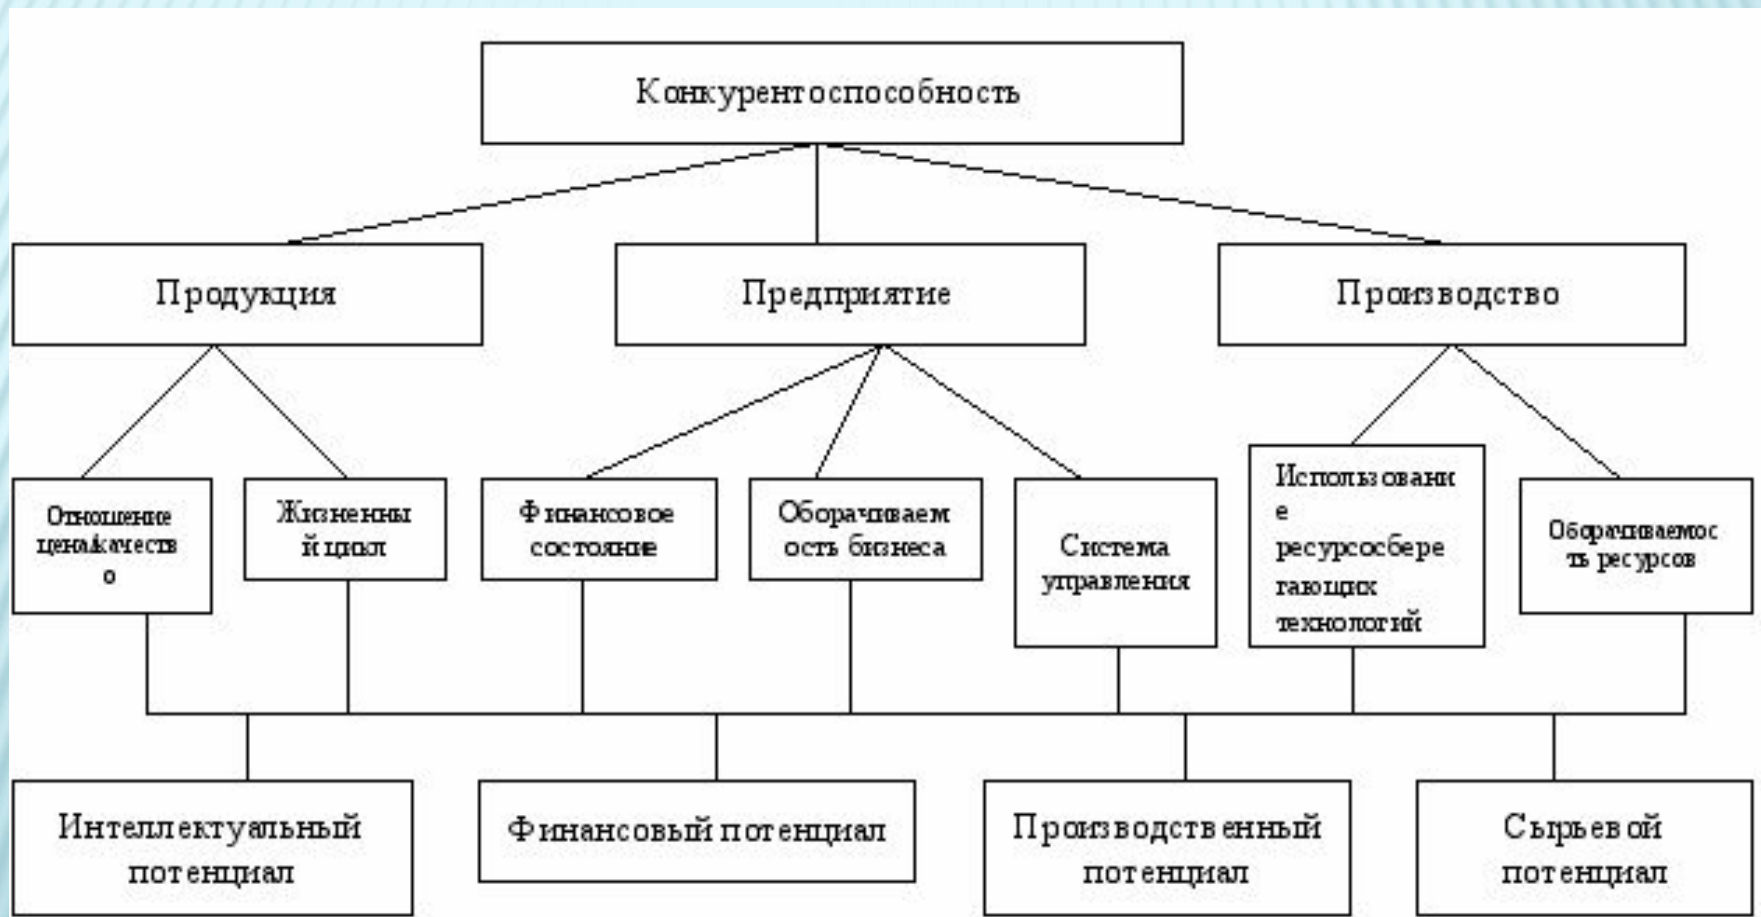 Конкурентоспособность
Продукция
Предприятие
Производство
Отношение
цена/качеств
о
Жизненны
й цикл
Финансовое
состояние
Оборачиваем
ость бизнеса
Система
управления
Использовани
е
ресурсосбере
гающих
технологий
Оборачиваемос
ть ресурсов
Интеллектуальный
потенциал
Финансовый потенциал
Производственный
потенциал
Сырьевой
потенциал